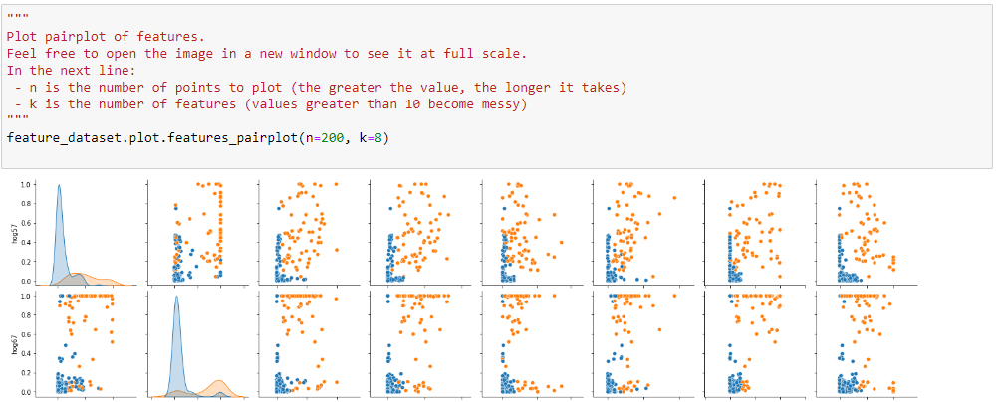 """
Plot pairplot of features.
Feel free to open the image in a new window to see it at full scale.
In the next line:
- n is the number of points to plot (the greater the value, the longer it takes)
- k is the number of features (values greater than 10 become messy)
"""
feature_dataset.plot.features_pairplot(n=200, k=8)
1.0
0.8
0.6
hog57
0.4
0.2
0.0
1.0
0.8
0.6
hog67
0.4
0.2
0.0